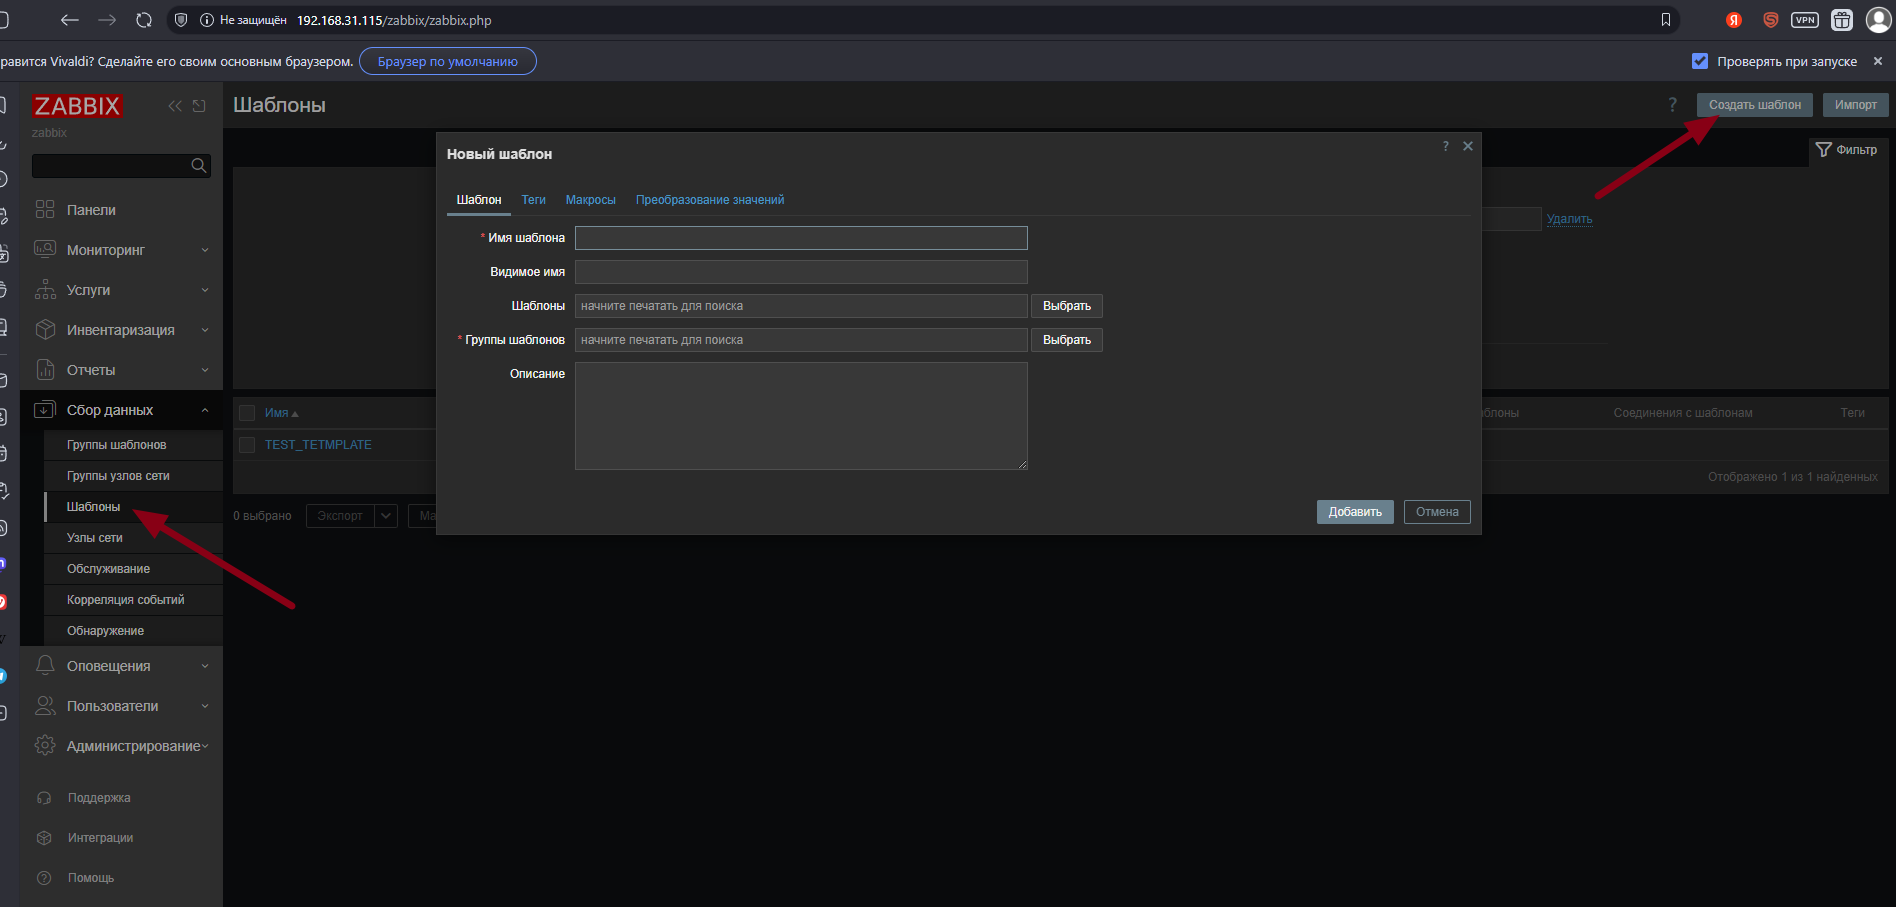 Не защищён 192.168.31.115/zabbix/zabbix.php
Я VPN
равится Vivaldi? Сделайте его своим основным браузером. Браузер по умолчанию
Проверять при запуске
ZABBIX
zabbix
Панели
Мониторинг
Услуги
Инвентаризация
Отчеты
Сбор данных
Группы шаблонов
Группы узлов сети
Шаблоны
Узлы сети
Обслуживание
Корреляция событий
Обнаружение
Оповещения
Пользователи
Администрирование
Поддержка
Интеграции
Помощь
Шаблоны
? Создать шаблон Импорт
Фильтр
Удалить
Новый шаблон ?
Шаблон Теги Макросы Преобразование значений
* Имя шаблона
Видимое имя
Шаблоны начните печатать для поиска Выбрать
* Группы шаблонов начните печатать для поиска Выбрать
Описание
Добавить Отмена
Имя блоны Соединения с шаблонам Теги
TEST_TETMPLATE
Отображено 1 из 1 найденных
0 выбрано Экспорт Ма